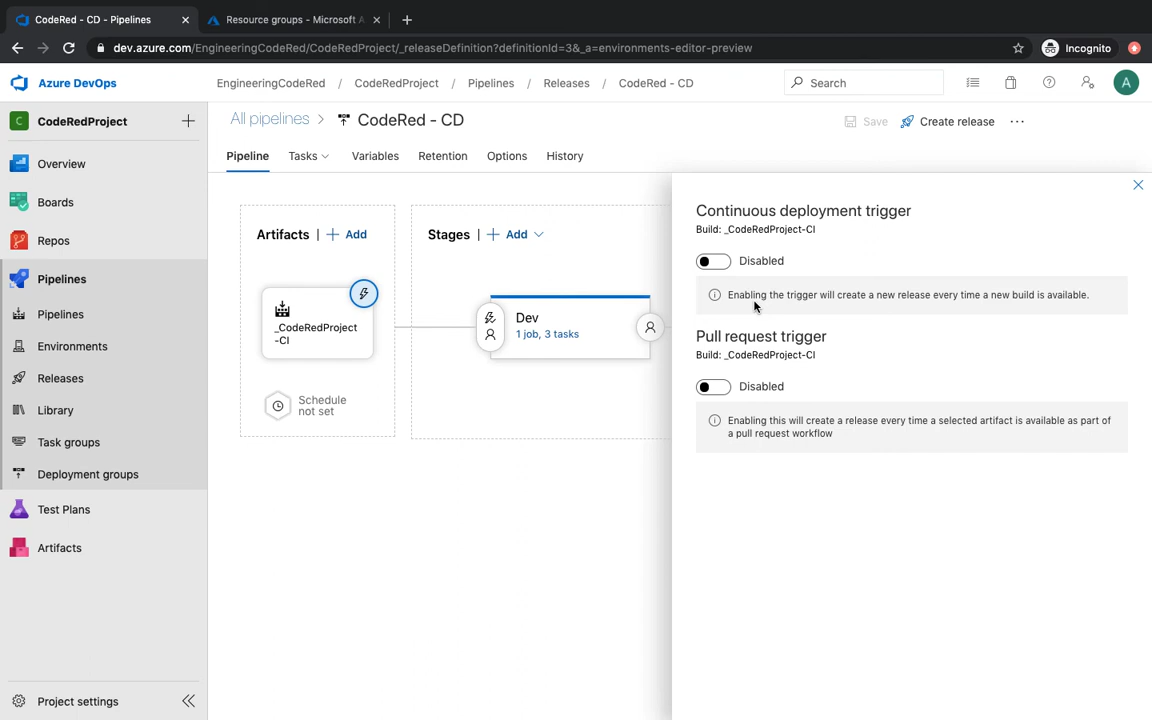 CodeRed - CD - Pipelines
Resource groups - Microsoft A
dev.azure.com/EngineeringCodeRed/CodeRedProject/_releaseDefinition?definitionId=3&_a=environments-editor-preview
Incognito
Azure DevOps
EngineeringCodeRed / CodeRedProject / Pipelines / Releases / CodeRed - CD
Search
A
C CodeRedProject
All pipelines > CodeRed - CD
Save
Create release
Pipeline Tasks Variables Retention Options History
Overview
Boards
Repos
Pipelines
Pipelines
Environments
Releases
Library
Task groups
Deployment groups
Test Plans
Artifacts
Project settings
Artifacts | + Add
_CodeRedProject
-CI
Schedule
not set
Stages | + Add
Dev
1 job, 3 tasks
Continuous deployment trigger
Build: _CodeRedProject-CI
Disabled
Enabling the trigger will create a new release every time a new build is available.
Pull request trigger
Build: _CodeRedProject-CI
Disabled
Enabling this will create a release every time a selected artifact is available as part of
a pull request workflow